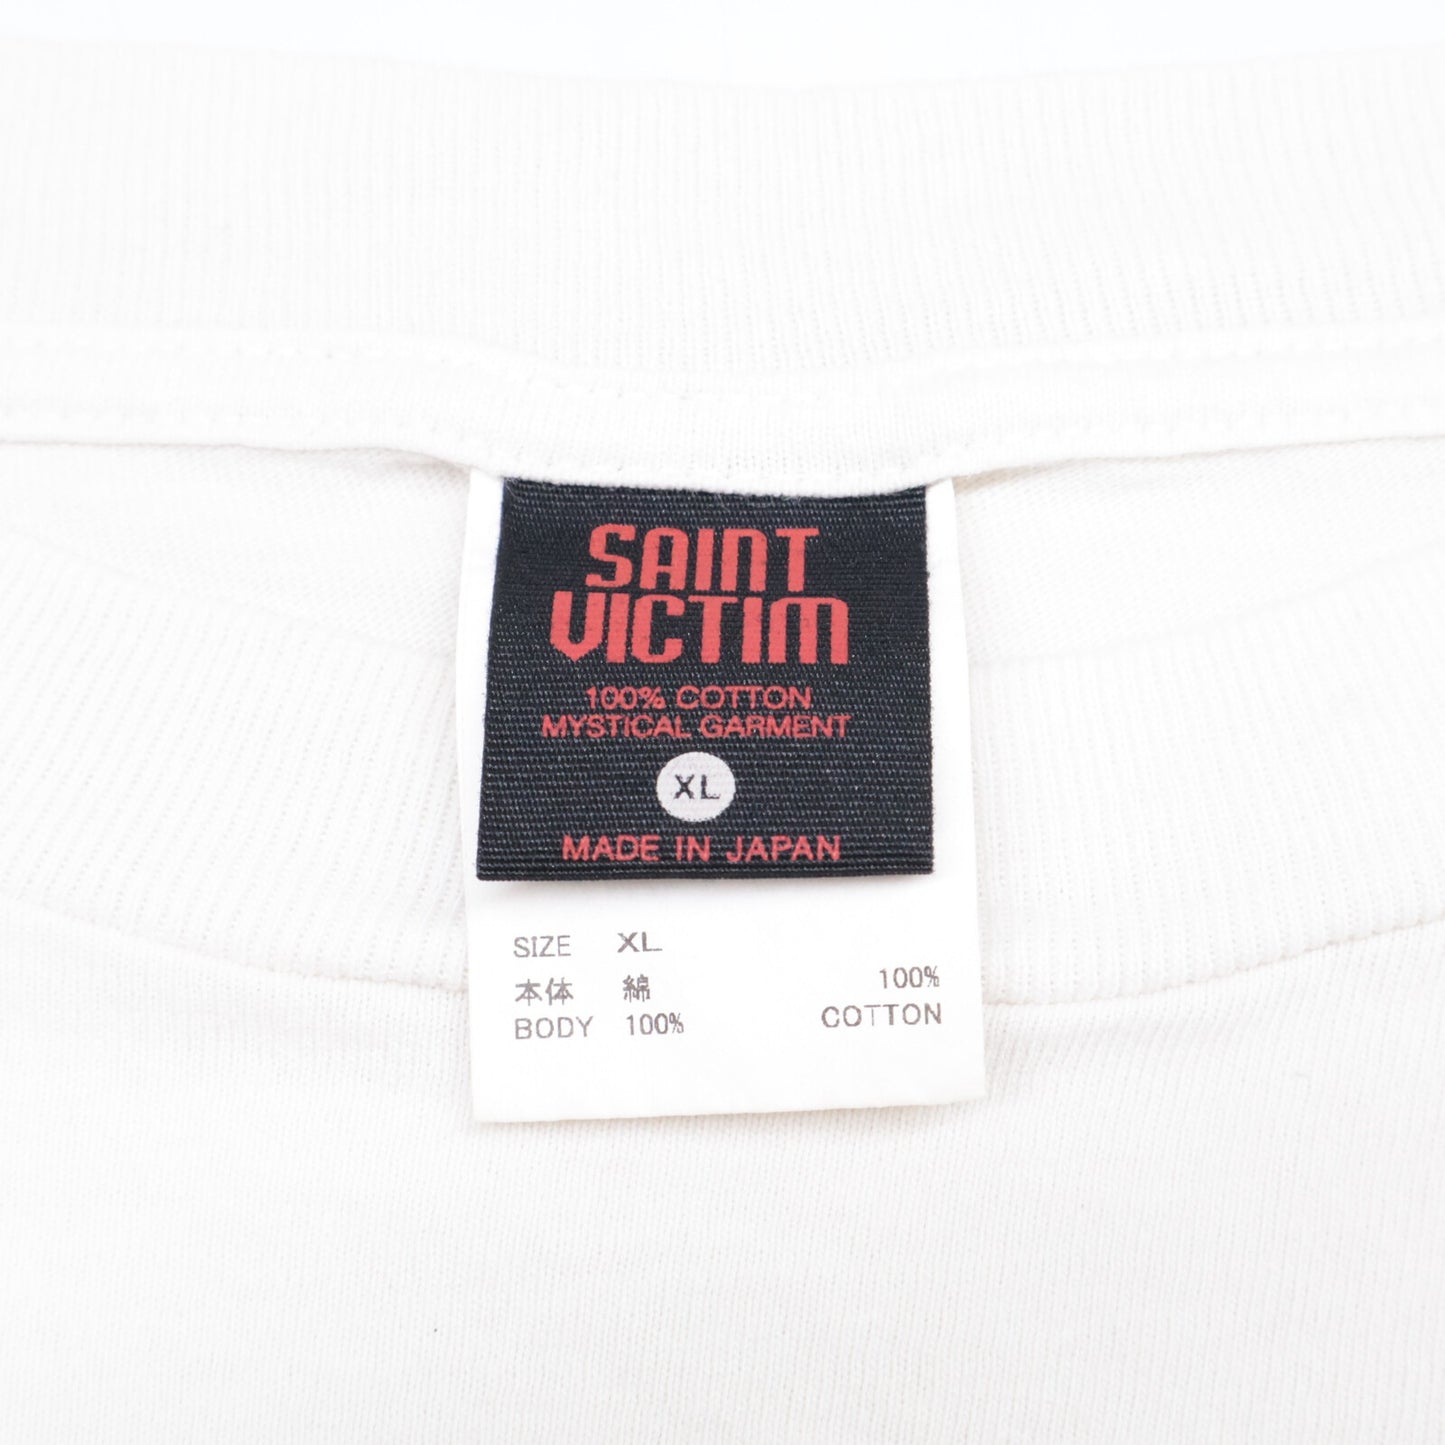 SAINT
VICTIM
100% COTTON
MYSTICAL GARMENT
XL
MADE IN JAPAN
SIZE XL
本体 綿 100%
BODY 100% COTTON